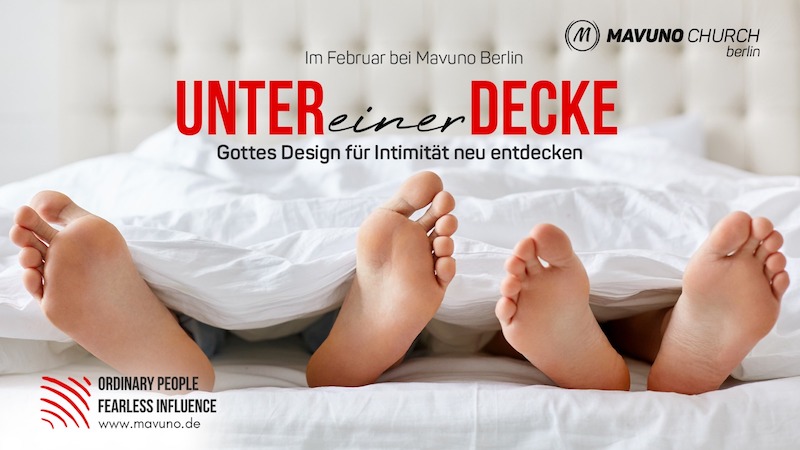 MAVUNO CHURCH
berlin
Im Februar bei Mavuno Berlin
UNTER einer DECKE
Gottes Design für Intimität neu entdecken
ORDINARY PEOPLE
FEARLESS INFLUENCE
www.mavuno.de